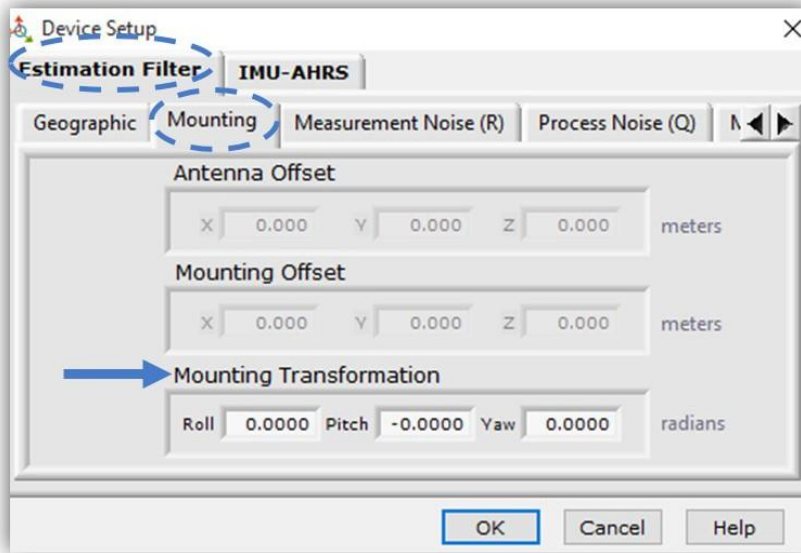 Device Setup
Estimation Filter IMU-AHRS
Geographic Mounting Measurement Noise (R) Process Noise (Q)
Antenna Offset
X 0.000 Y 0.000 Z 0.000 meters
Mounting Offset
X 0.000 Y 0.000 Z 0.000 meters
Mounting Transformation
Roll 0.0000 Pitch -0.0000 Yaw 0.0000 radians
OK Cancel Help